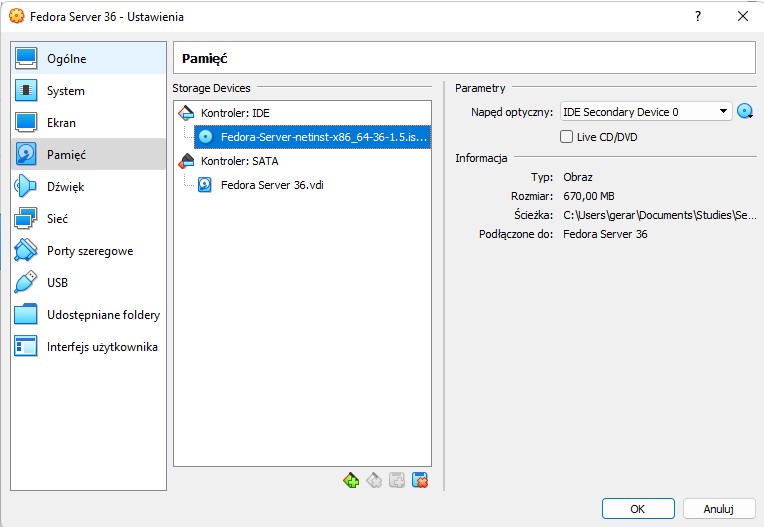 Fedora Server 36 - Ustawienia
?
Ogólne
System
Ekran
Pamięć
Dźwięk
Sieć
Porty szeregowe
USB
Udostępniane foldery
Interfejs użytkownika
Pamięć
Storage Devices
Kontroler: IDE
Fedora-Server-netinst-x86_64-36-1.5.is...
Kontroler: SATA
Fedora Server 36.vdi
Parametry
Napęd optyczny: IDE Secondary Device 0
Live CD/DVD
Informacja
Typ: Obraz
Rozmiar: 670,00 MB
Ścieżka: C:\Users\gerar\Documents\Studies\Se...
Podłączone do: Fedora Server 36
OK
Anuluj